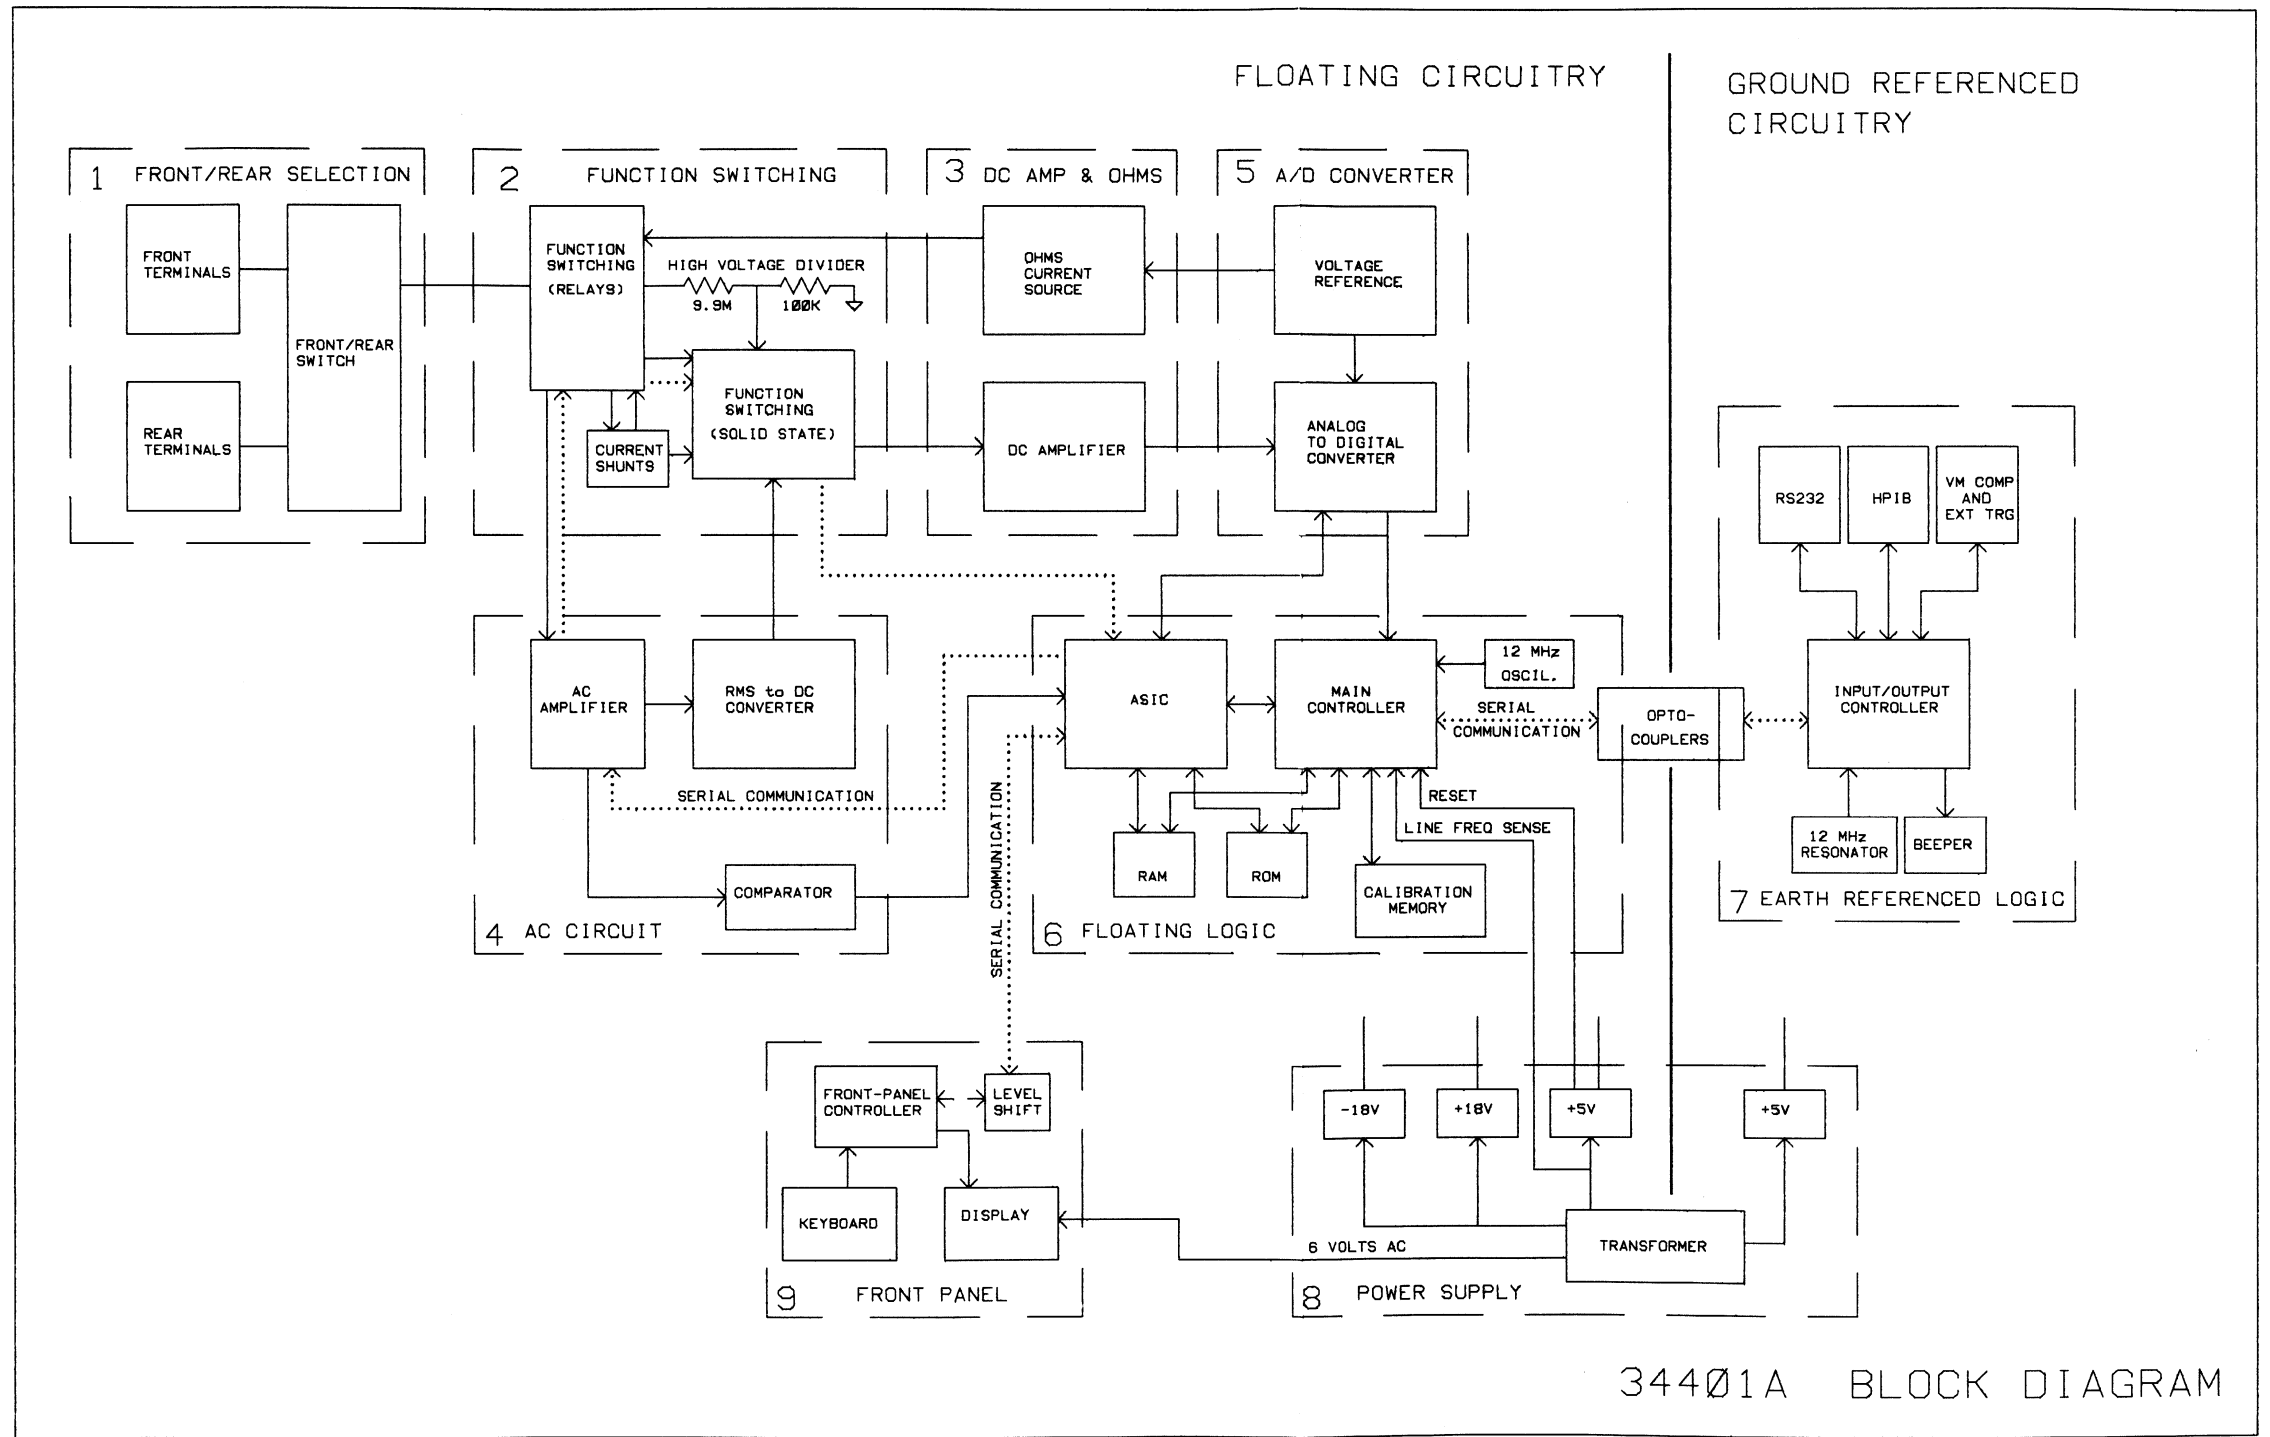 FLOATING CIRCUITRY
GROUND REFERENCED
CIRCUITRY
1 FRONT/REAR SELECTION
FRONT
TERMINALS
FRONT/REAR
SWITCH
REAR
TERMINALS
2 FUNCTION SWITCHING
FUNCTION
SWITCHING
(RELAYS)
HIGH VOLTAGE DIVIDER
9.9M
100K
FUNCTION
SWITCHING
(SOLID STATE)
CURRENT
SHUNTS
3 DC AMP & OHMS
OHMS
CURRENT
SOURCE
DC AMPLIFIER
5 A/D CONVERTER
VOLTAGE
REFERENCE
ANALOG
TO DIGITAL
CONVERTER
AC
AMPLIFIER
RMS to DC
CONVERTER
SERIAL COMMUNICATION
COMPARATOR
4 AC CIRCUIT
ASIC
MAIN
CONTROLLER
12 MHz
OSCIL.
SERIAL
COMMUNICATION
OPTO-
COUPLERS
RESET
LINE FREQ SENSE
RAM
ROM
CALIBRATION
MEMORY
6 FLOATING LOGIC
SERIAL COMMUNICATION
RS232
HPIB
VM COMP
AND
EXT TRG
INPUT/OUTPUT
CONTROLLER
12 MHz
RESONATOR
BEEPER
7 EARTH REFERENCED LOGIC
FRONT-PANEL
CONTROLLER
LEVEL
SHIFT
KEYBOARD
DISPLAY
9 FRONT PANEL
-18V
+18V
+5V
+5V
6 VOLTS AC
TRANSFORMER
8 POWER SUPPLY
34401A BLOCK DIAGRAM